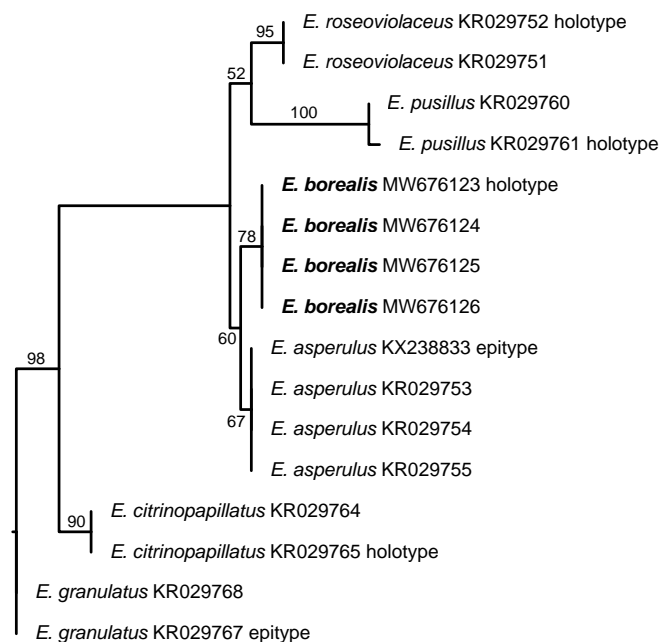 E. roseoviolaceus KR029752 holotype
95
E. roseoviolaceus KR029751
52
E. pusillus KR029760
100
E. pusillus KR029761 holotype
E. borealis MW676123 holotype
E. borealis MW676124
78
E. borealis MW676125
E. borealis MW676126
60
E. asperulus KX238833 epitype
98
E. asperulus KR029753
67
E. asperulus KR029754
E. asperulus KR029755
E. citrinopapillatus KR029764
90
E. citrinopapillatus KR029765 holotype
E. granulatus KR029768
E. granulatus KR029767 epitype